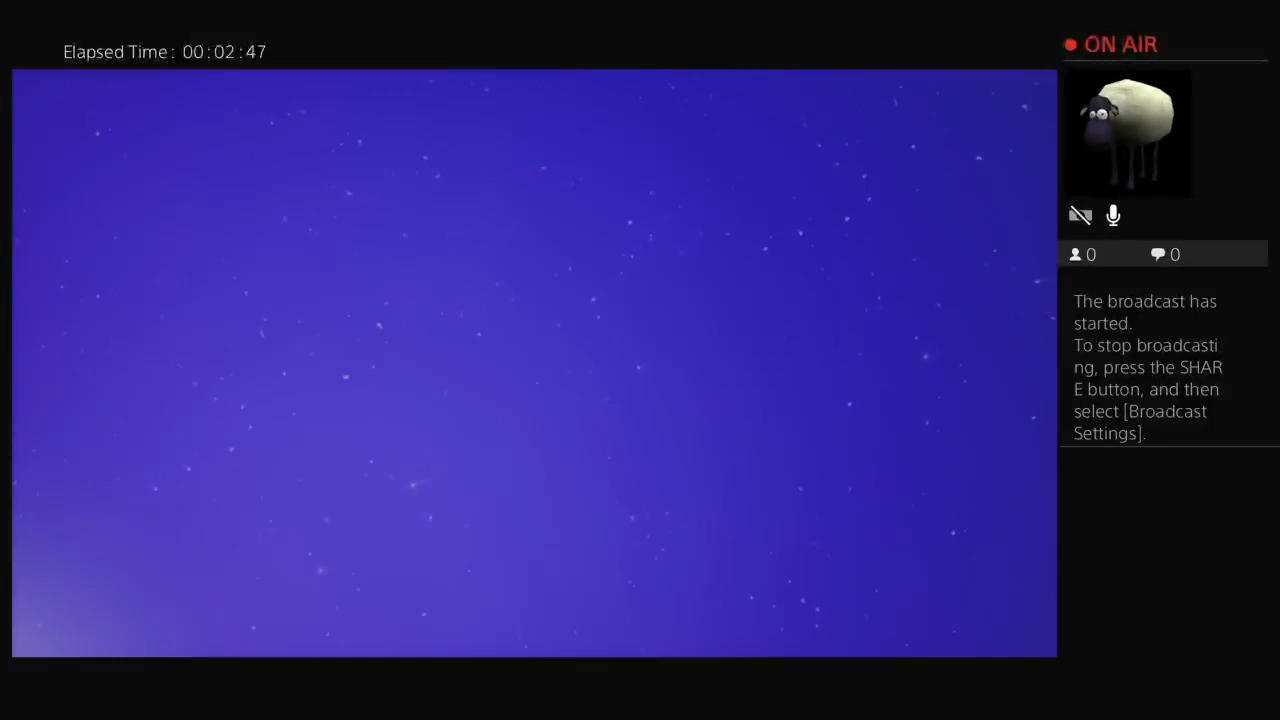 Elapsed Time: 00:02:47
ON AIR
0 0
The broadcast has
started.
To stop broadcasti
ng, press the SHAR
E button, and then
select [Broadcast
Settings].